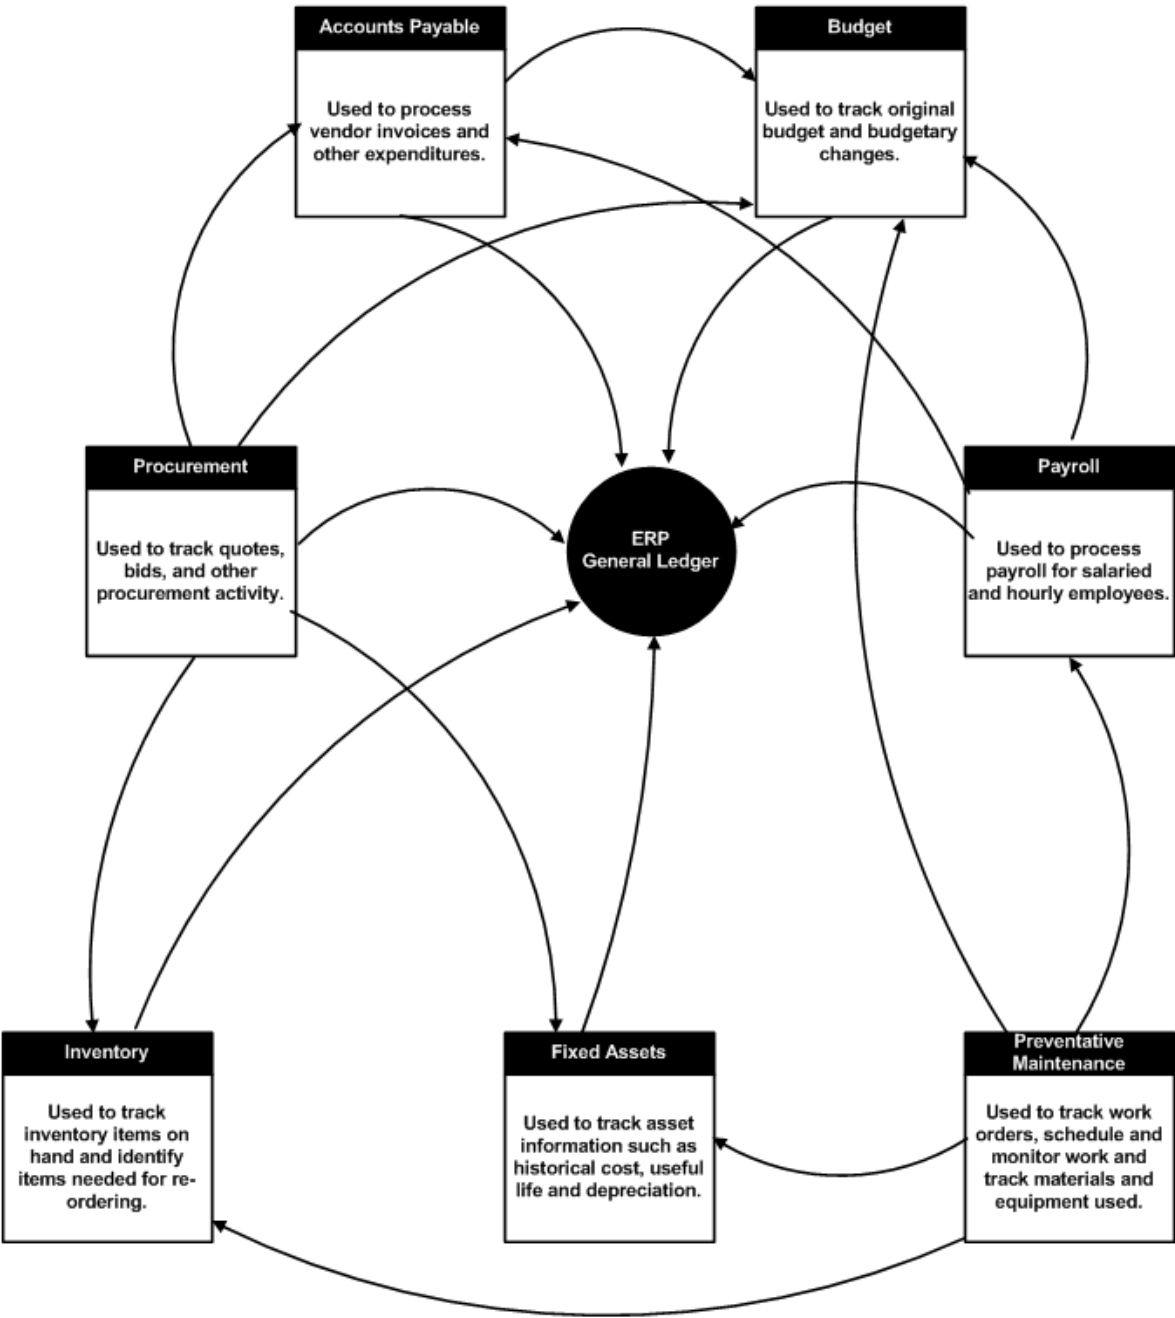 Accounts Payable
Used to process
vendor invoices and
other expenditures.
Budget
Used to track original
budget and budgetary
changes.
Procurement
Used to track quotes,
bids, and other
procurement activity.
ERP
General Ledger
Payroll
Used to process
payroll for salaried
and hourly employees.
Inventory
Used to track
inventory items on
hand and identify
items needed for re-
ordering.
Fixed Assets
Used to track asset
information such as
historical cost, useful
life and depreciation.
Preventative
Maintenance
Used to track work
orders, schedule and
monitor work and
track materials and
equipment used.